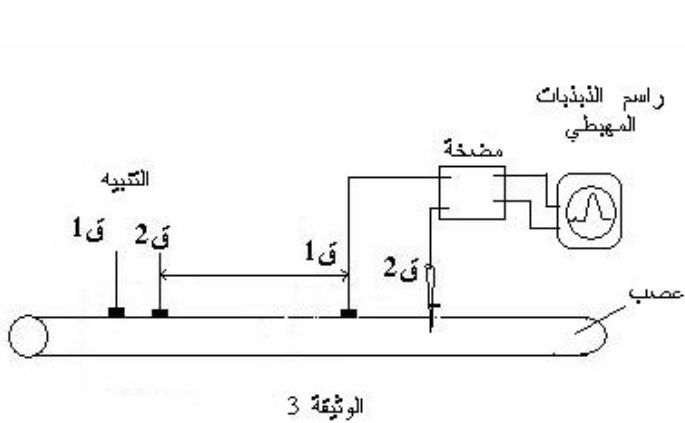 راسم الذبذبات
المهبطي
مضخة
التنبيه
ق1
ق2
ق1
ق2
عصب
الوثيقة 3